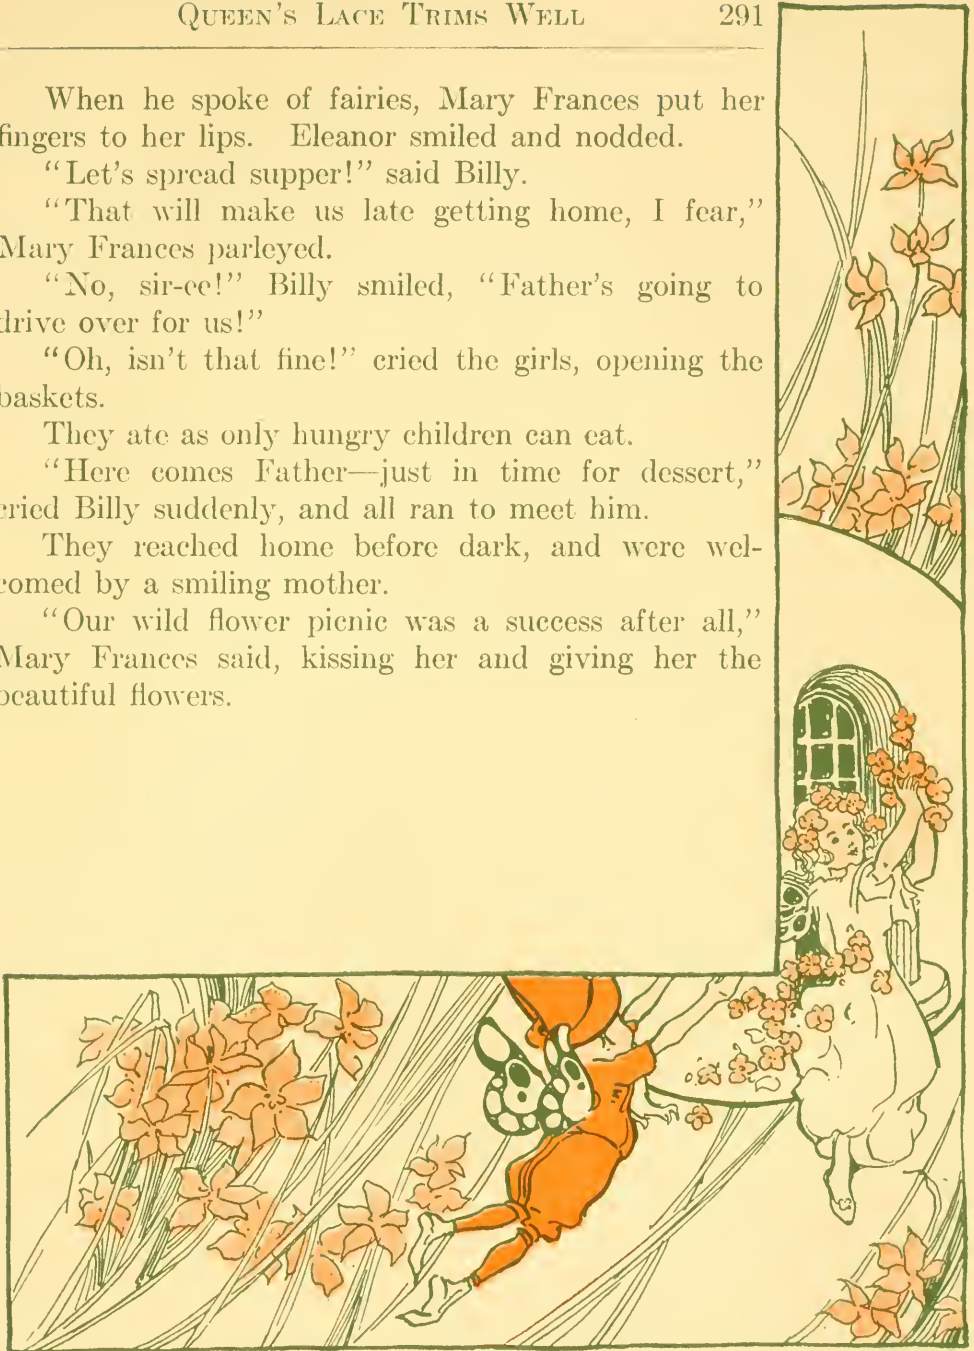 Queen's Lace Trims Well 291
When he spoke of fairies, Mary Frances put her
fingers to her lips. Eleanor smiled and nodded.
"Let's spread supper!" said Billy.
"That will make us late getting home, I fear,"
Mary Frances parleyed.
"No, sir-ee!" Billy smiled, "Father's going to
drive over for us!"
"Oh, isn't that fine!" cried the girls, opening the
baskets.
They ate as only hungry children can eat.
"Here comes Father—just in time for dessert,"
cried Billy suddenly, and all ran to meet him.
They reached home before dark, and were wel-
comed by a smiling mother.
"Our wild flower picnic was a success after all,"
Mary Frances said, kissing her and giving her the
beautiful flowers.